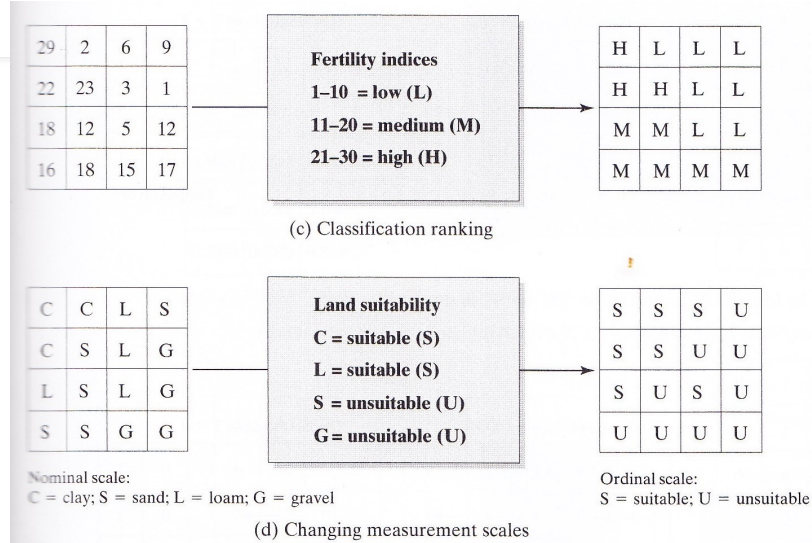 29 2 6 9
22 23 3 1
18 12 5 12
16 18 15 17
Fertility indices
1–10 = low (L)
11–20 = medium (M)
21–30 = high (H)
H L L L
H H L L
M M L L
M M M M
(c) Classification ranking
C C L S
C S L G
L S L G
S S G G
Nominal scale:
C = clay; S = sand; L = loam; G = gravel
Land suitability
C = suitable (S)
L = suitable (S)
S = unsuitable (U)
G = unsuitable (U)
S S S U
S S U U
S U S U
U U U U
Ordinal scale:
S = suitable; U = unsuitable
(d) Changing measurement scales